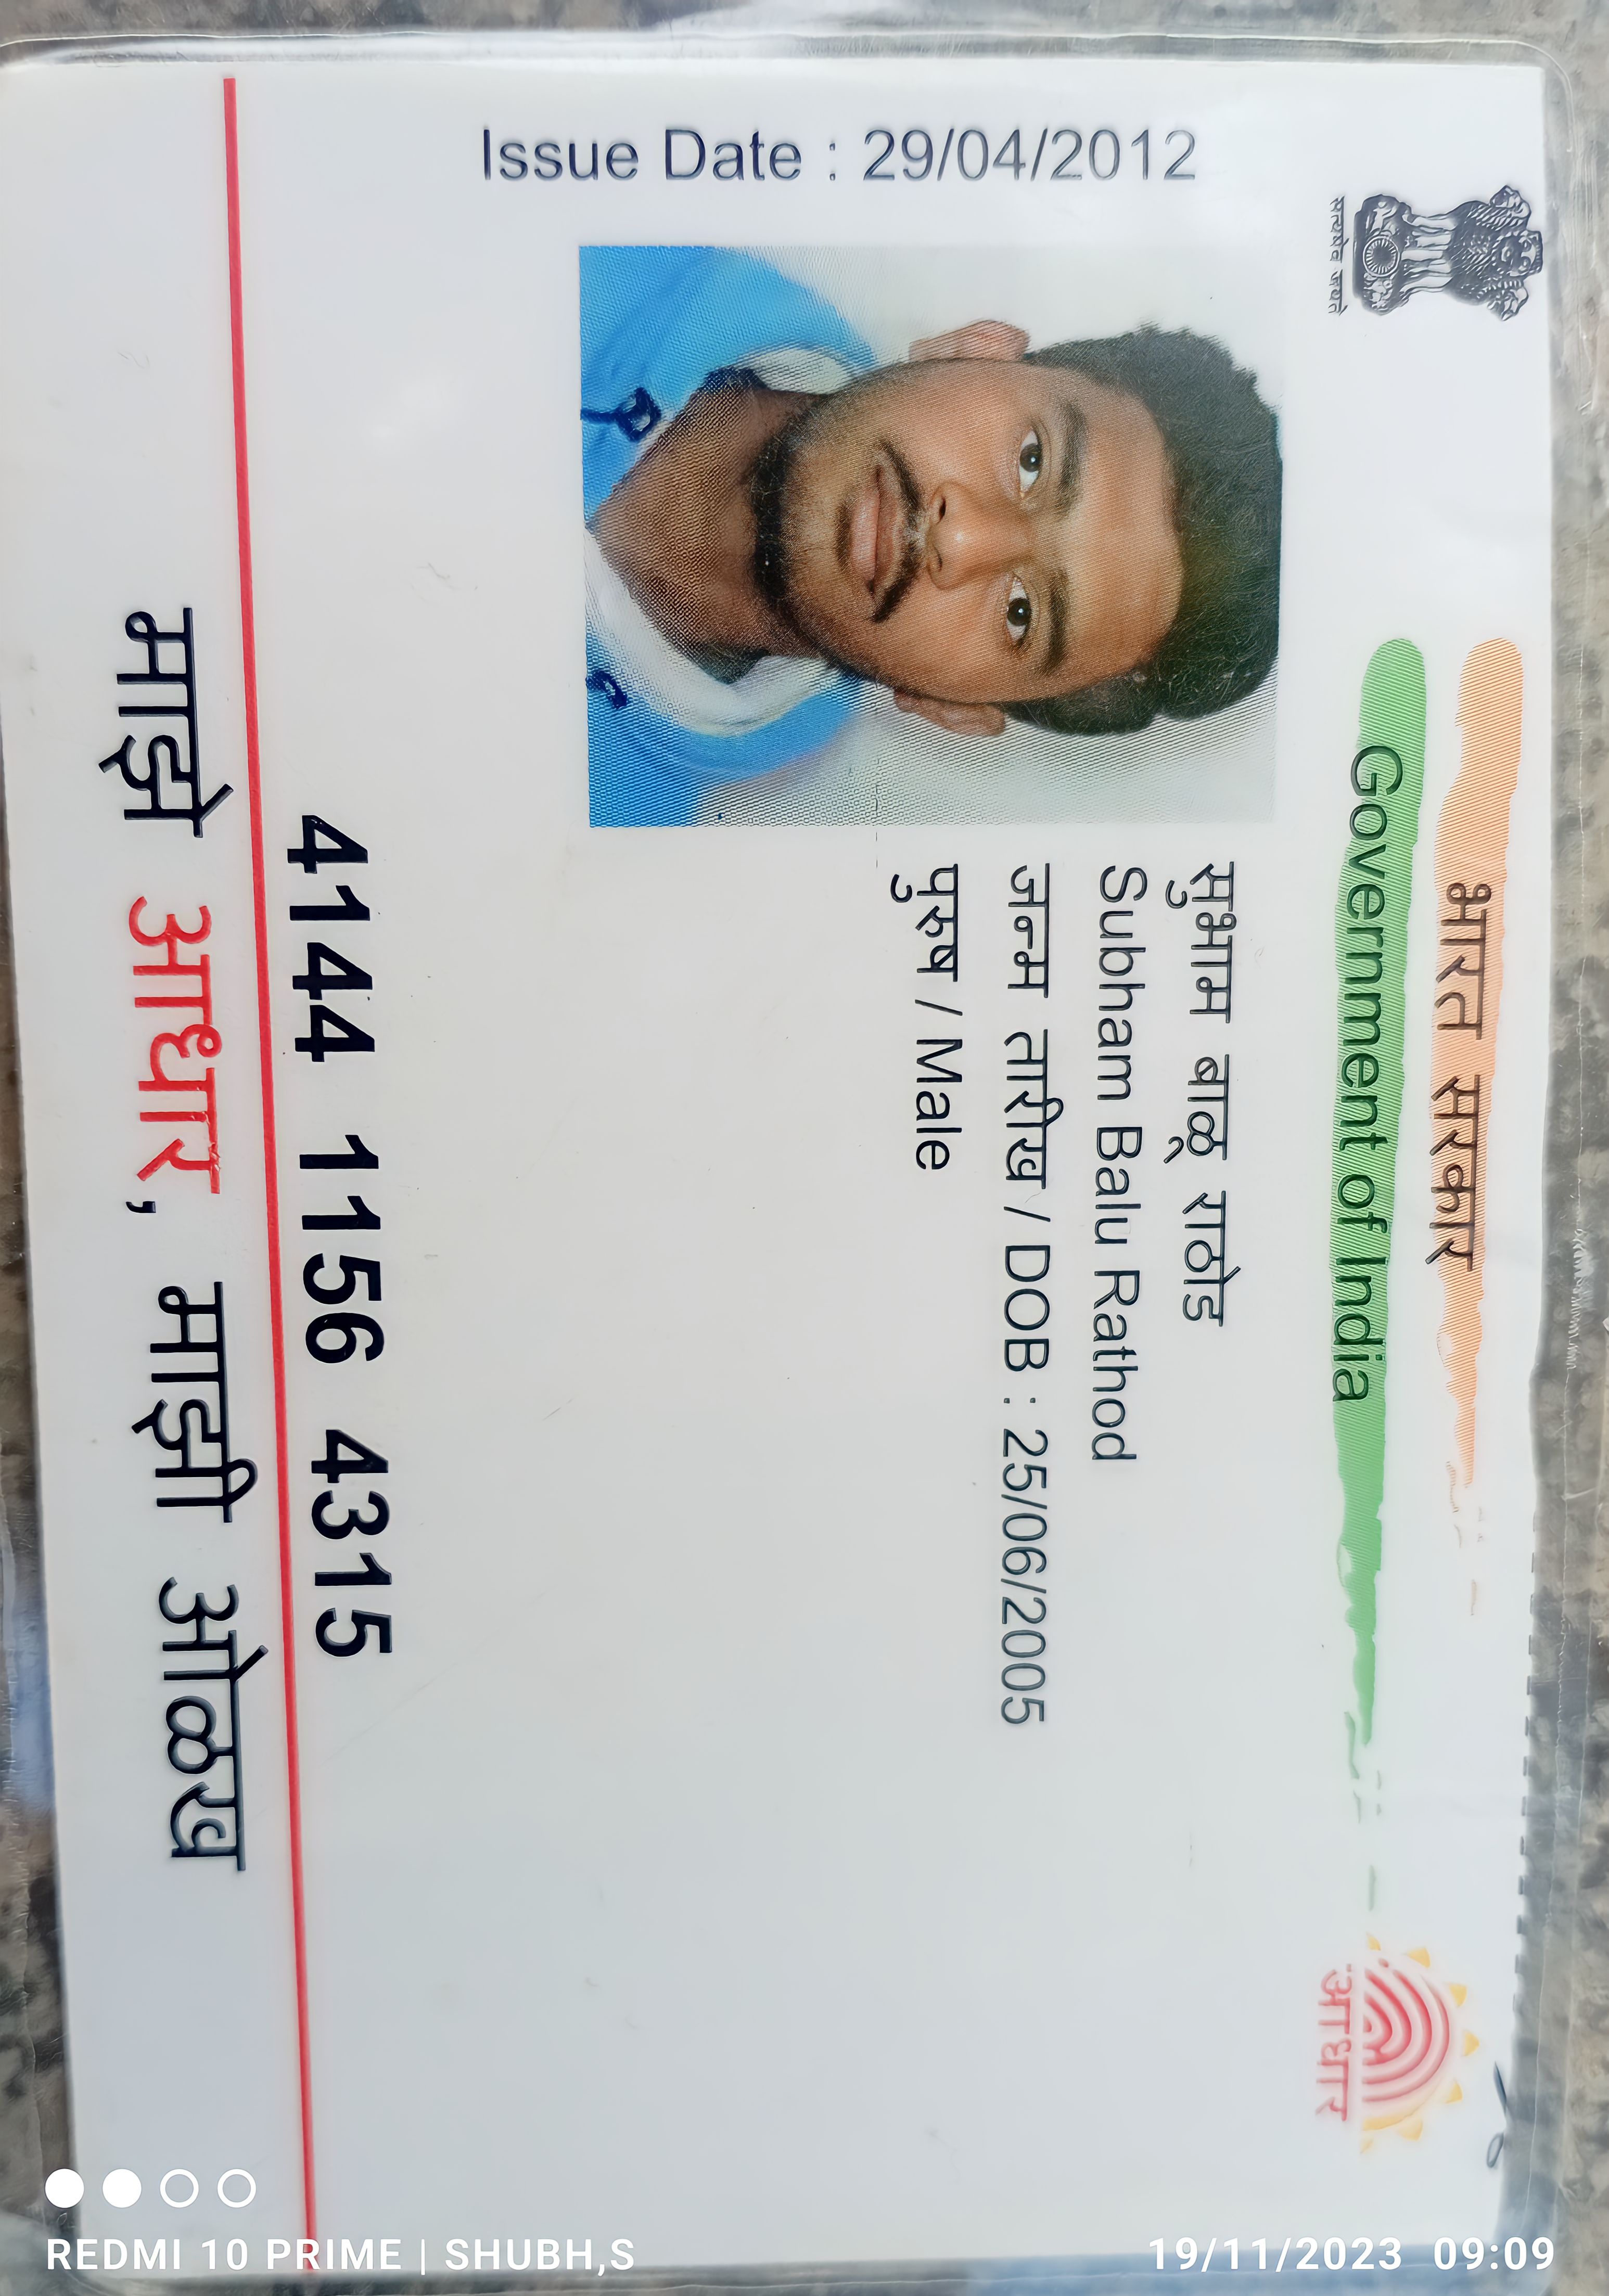 सत्यमेव जयते
भारत सरकार
Government of India
आधार
Issue Date : 29/04/2012
सुभाम बाळू राठोड
Subham Balu Rathod
जन्म तारीख / DOB : 25/06/2005
पुरुष / Male
4144 1156 4315
माझे आधार, माझी ओळख
REDMI 10 PRIME | SHUBH,S
19/11/2023 09:09